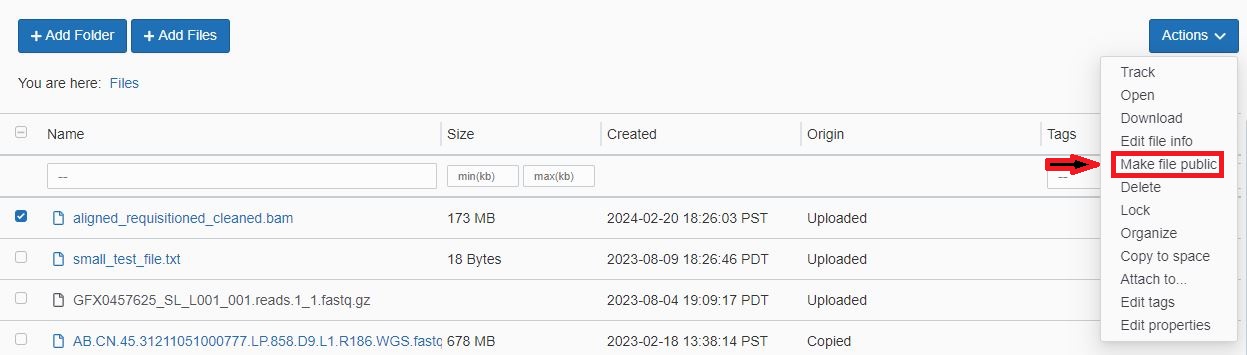 + Add Folder + Add Files Actions
Track
You are here: Files
Open
Download
Name Size Created Origin Tags
Edit file info
-- min(kb) max(kb) --
Make file public
Delete
aligned_requisitioned_cleaned.bam 173 MB 2024-02-20 18:26:03 PST Uploaded
Lock
Organize
small_test_file.txt 18 Bytes 2023-08-09 18:26:46 PDT Uploaded
Copy to space
Attach to...
GFX0457625_SL_L001_001.reads.1_1.fastq.gz 2023-08-04 19:09:17 PDT Uploaded
Edit tags
Edit properties
AB.CN.45.31211051000777.LP.858.D9.L1.R186.WGS.fastq 678 MB 2023-02-18 13:38:14 PST Copied